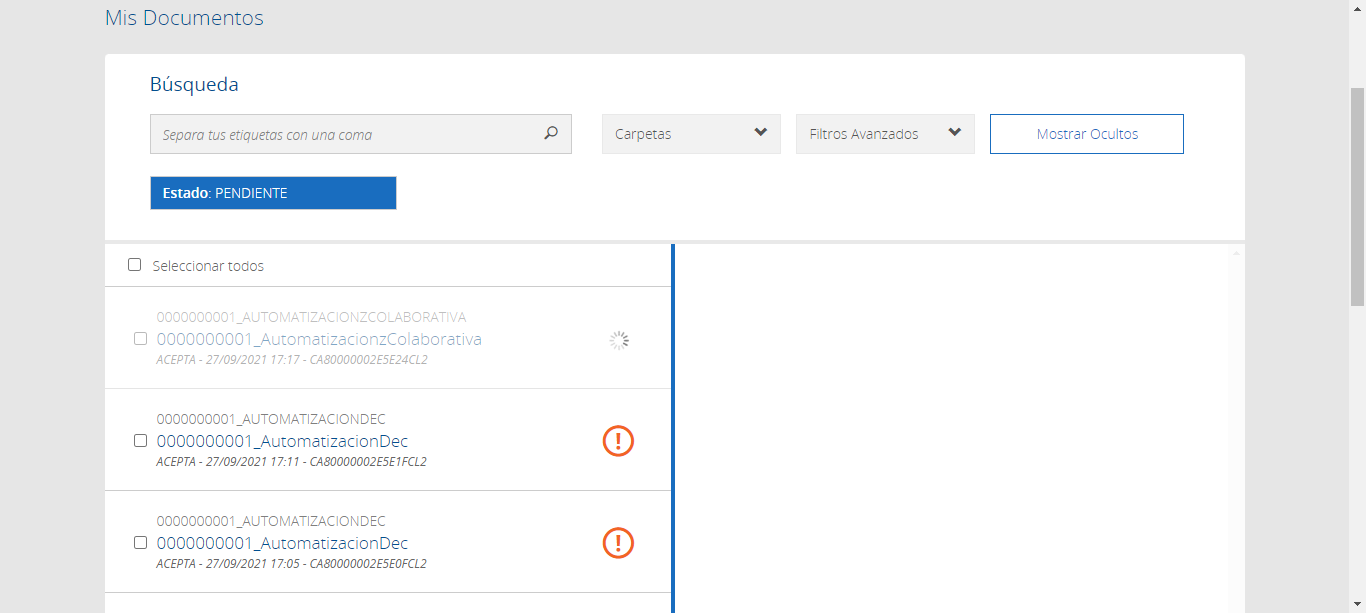 Mis Documentos
Búsqueda
Separa tus etiquetas con una coma
Carpetas
Filtros Avanzados
Mostrar Ocultos
Estado: PENDIENTE
Seleccionar todos
0000000001_AUTOMATIZACIONZCOLABORATIVA
0000000001_AutomatizacionzColaborativa
ACEPTA - 27/09/2021 17:17 - CA80000002E5E24CL2
0000000001_AUTOMATIZACIONDEC
0000000001_AutomatizacionDec
ACEPTA - 27/09/2021 17:11 - CA80000002E5E1FCL2
0000000001_AUTOMATIZACIONDEC
0000000001_AutomatizacionDec
ACEPTA - 27/09/2021 17:05 - CA80000002E5E0FCL2